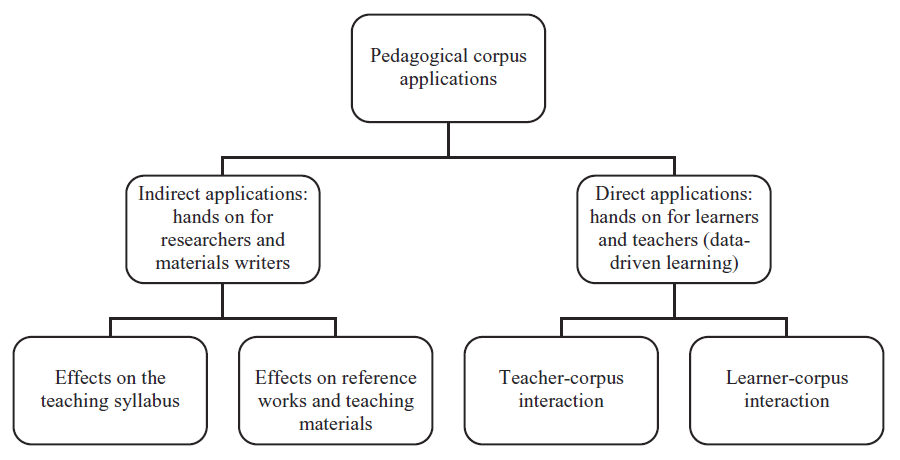 Pedagogical corpus
applications
Indirect applications:
hands on for
researchers and
materials writers
Direct applications:
hands on for learners
and teachers (data-
driven learning)
Effects on the
teaching syllabus
Effects on reference
works and teaching
materials
Teacher-corpus
interaction
Learner-corpus
interaction